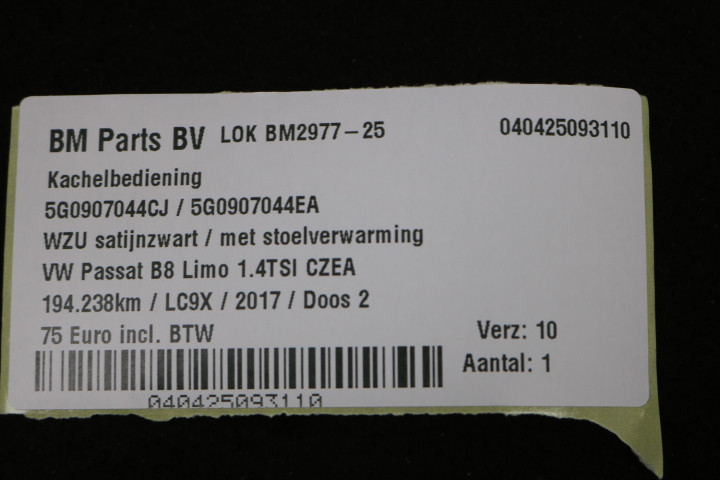 BM Parts BV LOK BM2977-25 040425093110
Kachelbediening
5G0907044CJ / 5G0907044EA
WZU satijnzwart / met stoelverwarming
VW Passat B8 Limo 1.4TSI CZEA
194.238km / LC9X / 2017 / Doos 2
75 Euro incl. BTW Verz: 10
Aantal: 1
040425093110